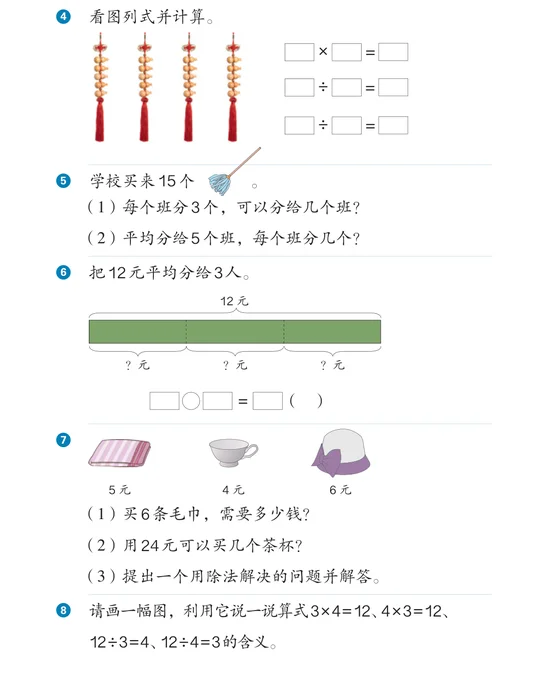 4 看图列式并计算。
□×□=□
□÷□=□
□÷□=□
5 学校买来15个 。
(1)每个班分3个,可以分给几个班?
(2)平均分给5个班,每个班分几个?
6 把12元平均分给3人。
12元
?元 ?元 ?元
□○□=□( )
7
5元 4元 6元
(1)买6条毛巾,需要多少钱?
(2)用24元可以买几个茶杯?
(3)提出一个用除法解决的问题并解答。
8 请画一幅图,利用它说一说算式3×4=12、4×3=12、
12÷3=4、12÷4=3的含义。